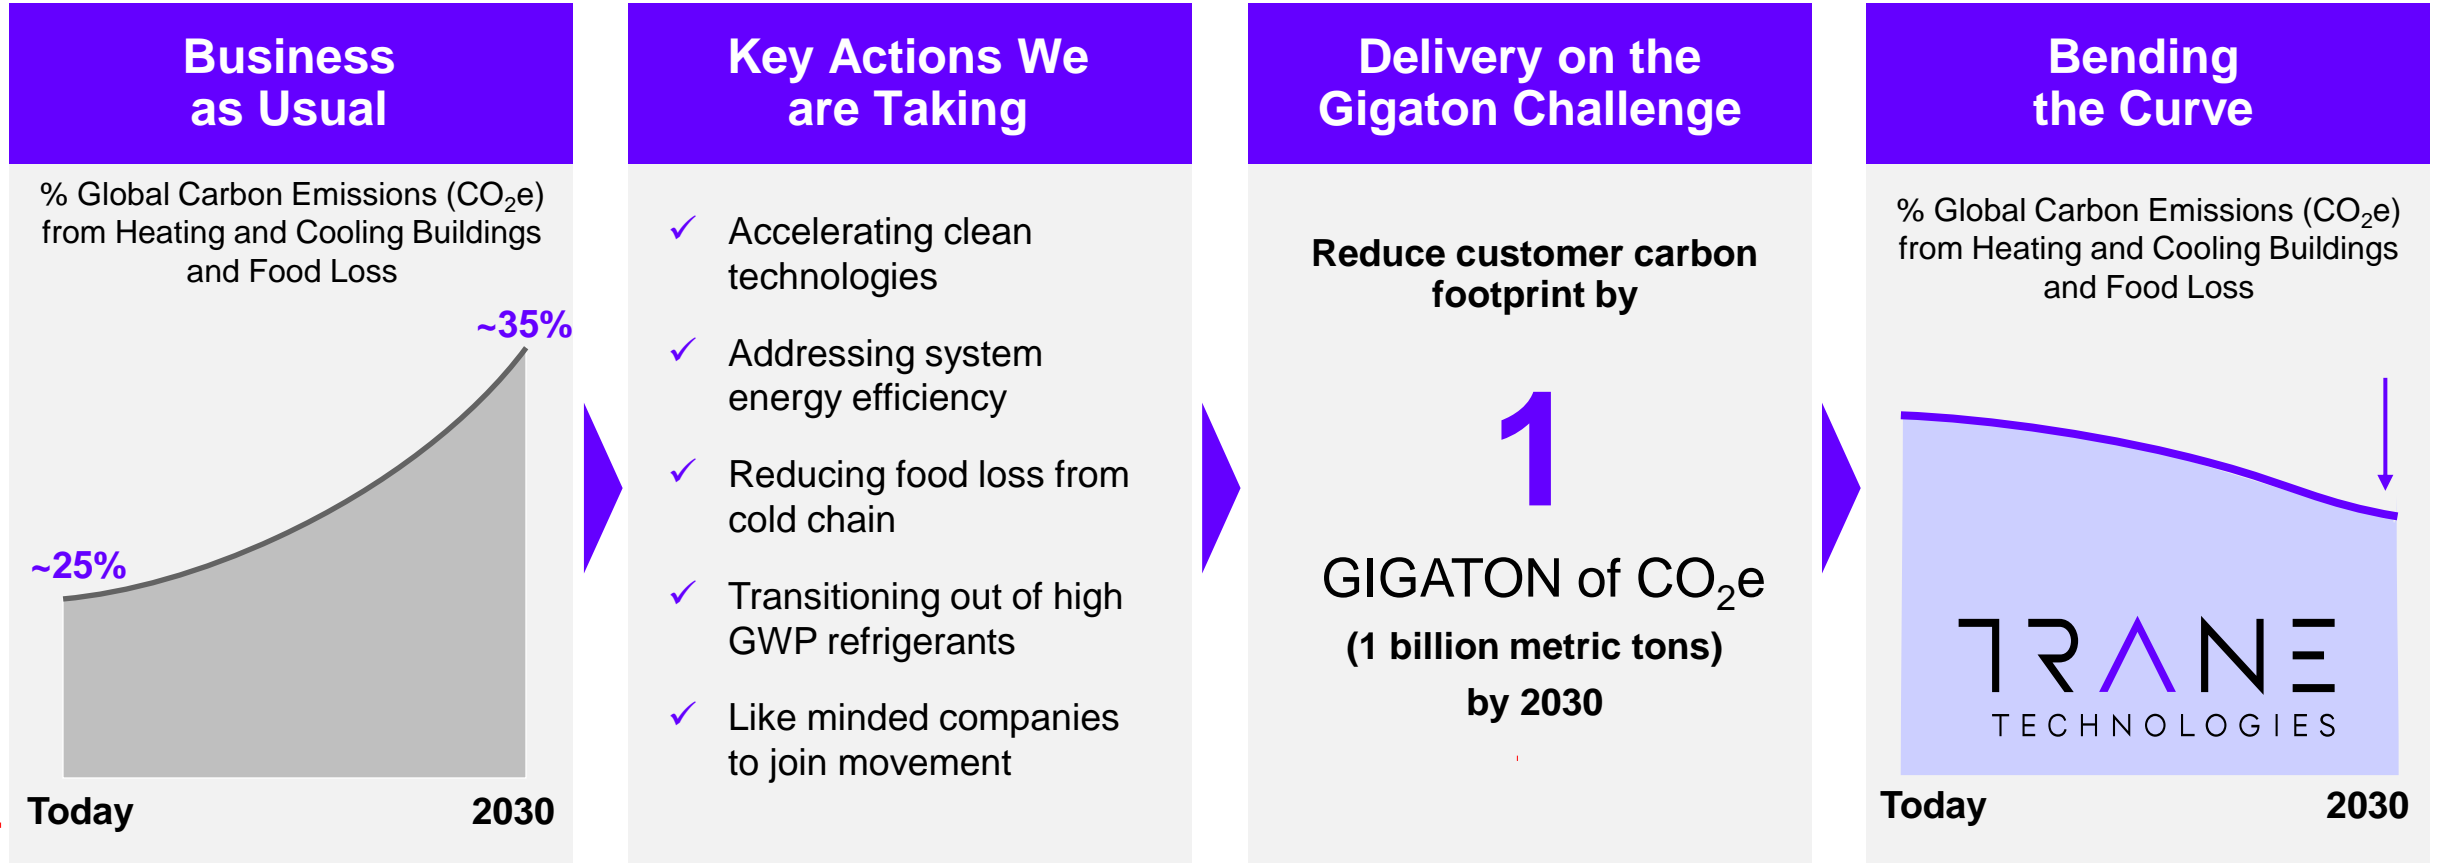 Business
as Usual
% Global Carbon Emissions (CO₂e)
from Heating and Cooling Buildings
and Food Loss
~35%
~25%
Today
2030
Key Actions We
are Taking
✓ Accelerating clean
technologies
✓ Addressing system
energy efficiency
✓ Reducing food loss from
cold chain
✓ Transitioning out of high
GWP refrigerants
✓ Like minded companies
to join movement
Delivery on the
Gigaton Challenge
Reduce customer carbon
footprint by
1
GIGATON of CO₂e
(1 billion metric tons)
by 2030
Bending
the Curve
% Global Carbon Emissions (CO₂e)
from Heating and Cooling Buildings
and Food Loss
TRANE
TECHNOLOGIES
Today
2030